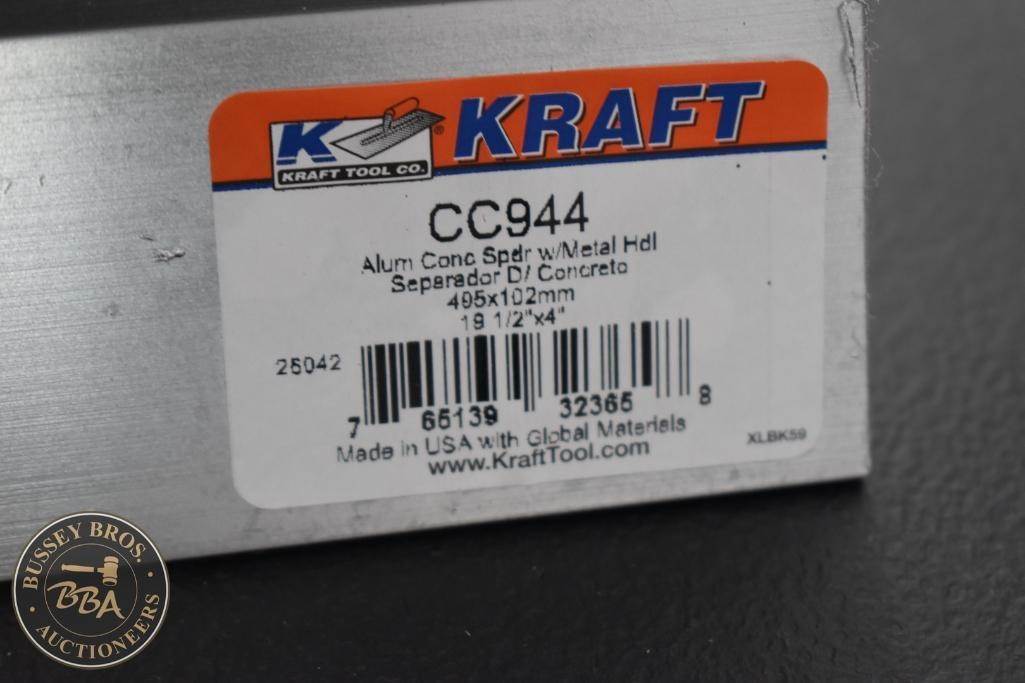 K KRAFT
KRAFT TOOL CO.®
CC944
Alum Conc Spdr w/Metal Hdl
Separador D/ Concreto
495x102mm
19 1/2"x4"
25042
7 65139 32365 8
Made in USA with Global Materials
XLBK59
www.KraftTool.com
BUSSEY BROS.
BBA
AUCTIONEERS